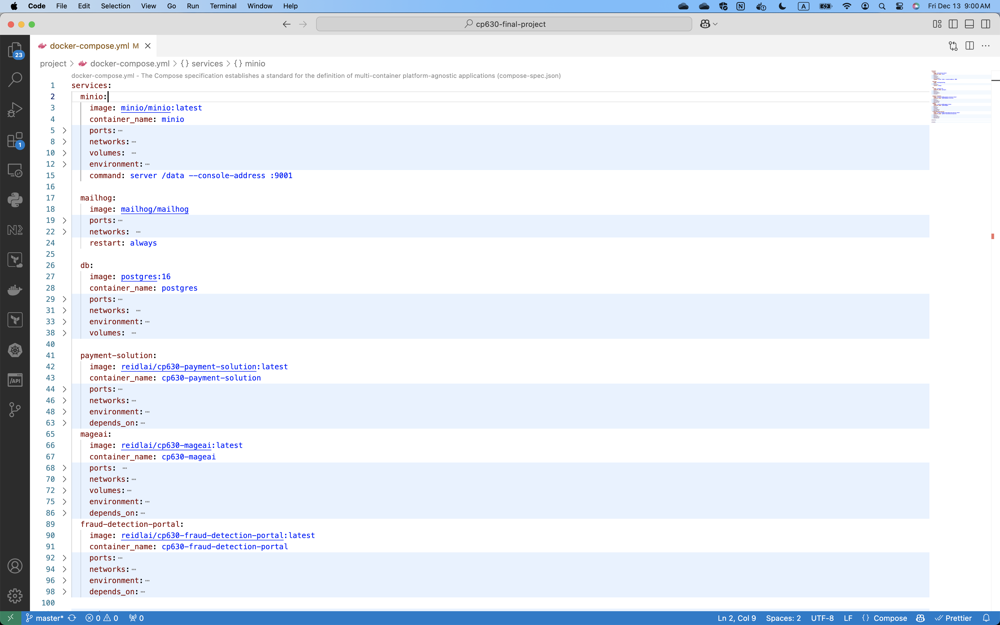 Code File Edit Selection View Go Run Terminal Window Help A Fri Dec 13 9:00 AM
cp630-final-project
23
docker-compose.yml M
project > docker-compose.yml > {} services > {} minio
docker-compose.yml - The Compose specification establishes a standard for the definition of multi-container platform-agnostic applications (compose-spec.json)
1 services:
2 minio:
3 image: minio/minio:latest
4 container_name: minio
5 ports: ⋯
8 networks: ⋯
10 volumes: ⋯
12 environment: ⋯
15 command: server /data --console-address :9001
16
17 mailhog:
18 image: mailhog/mailhog
19 ports: ⋯
22 networks: ⋯
24 restart: always
25
26 db:
27 image: postgres:16
28 container_name: postgres
29 ports: ⋯
31 networks: ⋯
33 environment: ⋯
38 volumes: ⋯
40
41 payment-solution:
42 image: reidlai/cp630-payment-solution:latest
43 container_name: cp630-payment-solution
44 ports: ⋯
46 networks: ⋯
48 environment: ⋯
63 depends_on: ⋯
65 mageai:
66 image: reidlai/cp630-mageai:latest
67 container_name: cp630-mageai
68 ports: ⋯
70 networks: ⋯
72 volumes: ⋯
75 environment: ⋯
86 depends_on: ⋯
89 fraud-detection-portal:
90 image: reidlai/cp630-fraud-detection-portal:latest
91 container_name: cp630-fraud-detection-portal
92 ports: ⋯
94 networks: ⋯
96 environment: ⋯
98 depends_on: ⋯
100
1
/API
master* 0 0 0 Ln 2, Col 9 Spaces: 2 UTF-8 LF {} Compose Prettier